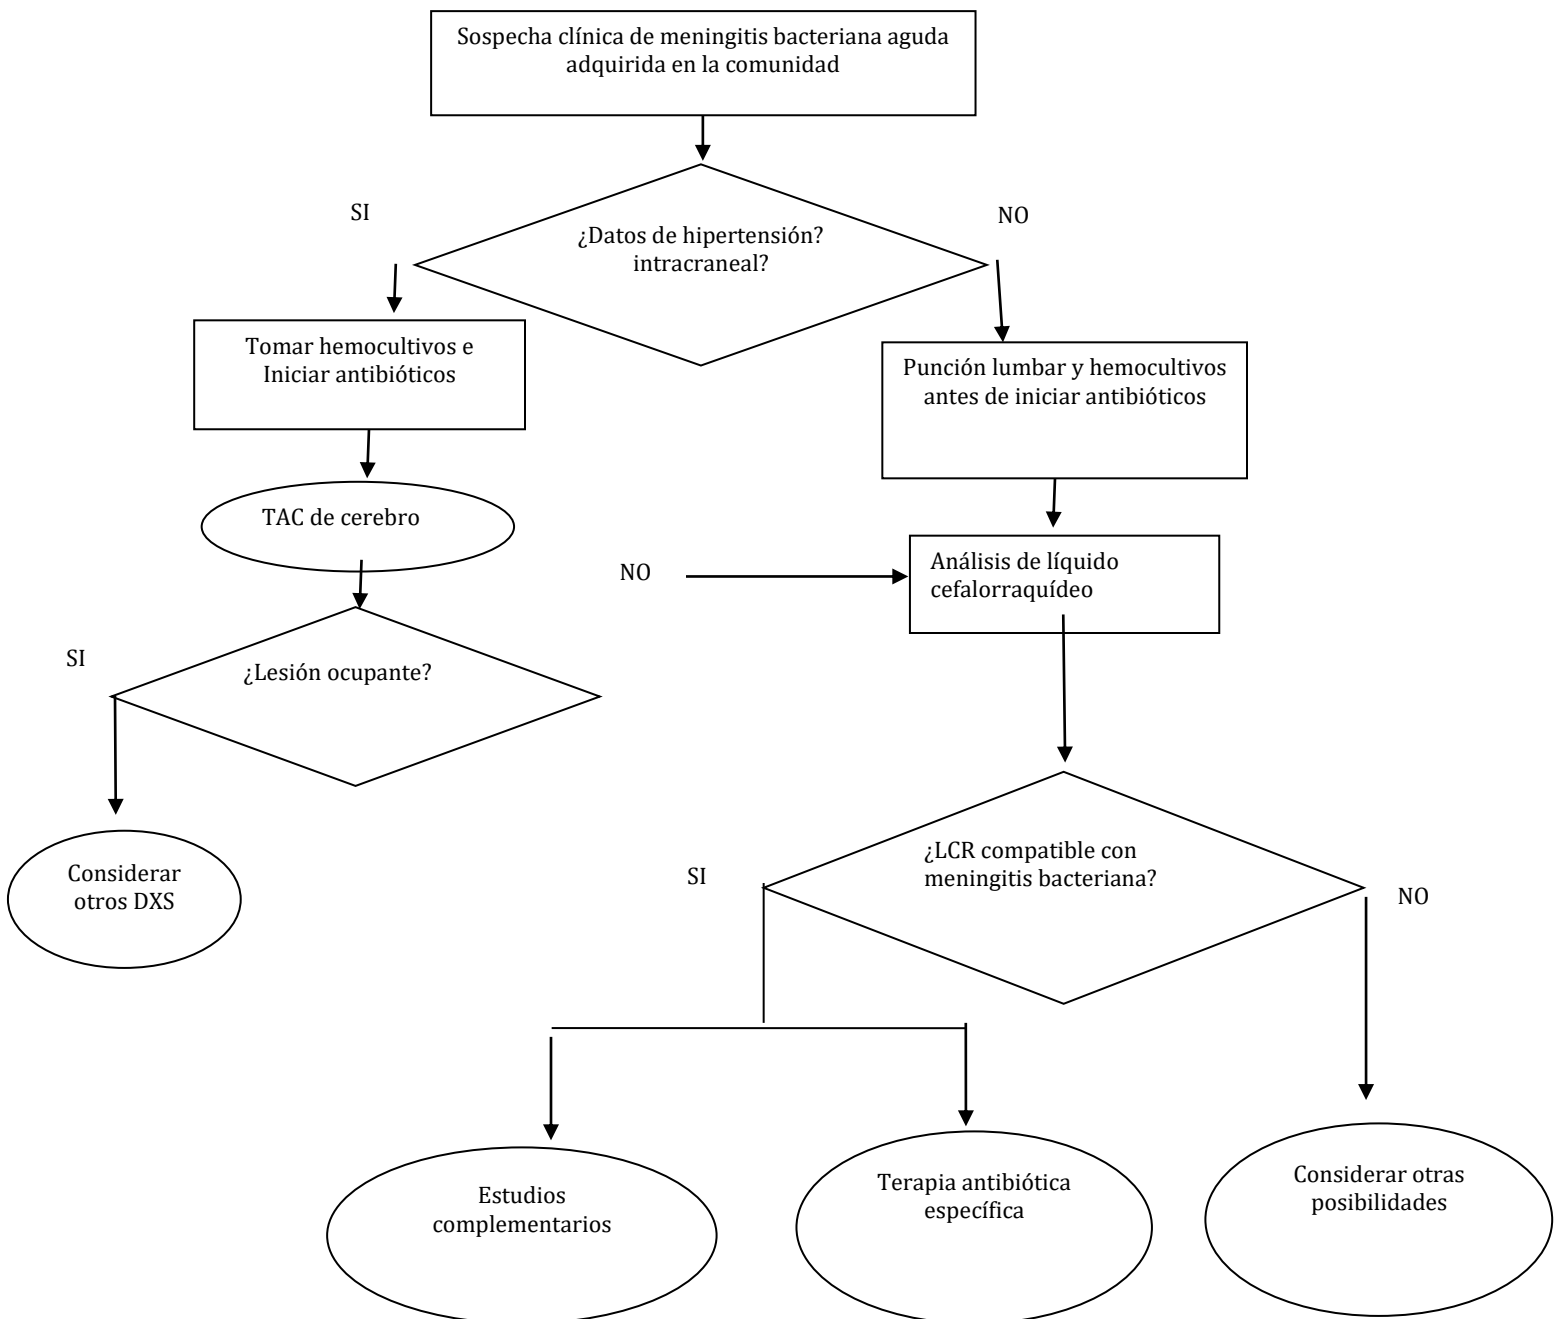 Sospecha clínica de meningitis bacteriana aguda
adquirida en la comunidad
SI
NO
¿Datos de hipertensión?
intracraneal?
Tomar hemocultivos e
Iniciar antibióticos
Punción lumbar y hemocultivos
antes de iniciar antibióticos
TAC de cerebro
NO
Análisis de líquido
cefalorraquídeo
SI
¿Lesión ocupante?
Considerar
otros DXS
SI
¿LCR compatible con
meningitis bacteriana?
NO
Estudios
complementarios
Terapia antibiótica
específica
Considerar otras
posibilidades